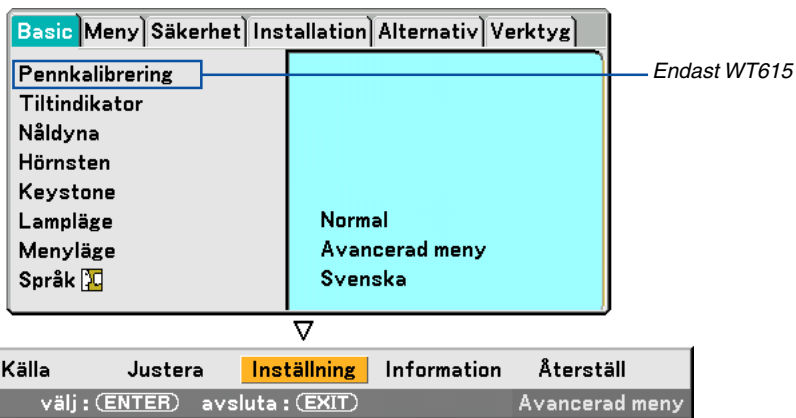 Basic Meny Säkerhet Installation Alternativ Verktyg
Pennkalibrering Endast WT615
Tiltindikator
Nåldyna
Hörnsten
Keystone
Lampläge Normal
Menyläge Avancerad meny
Språk Svenska
Källa Justera Inställning Information Återställ
välj : ENTER avsluta : EXIT Avancerad meny